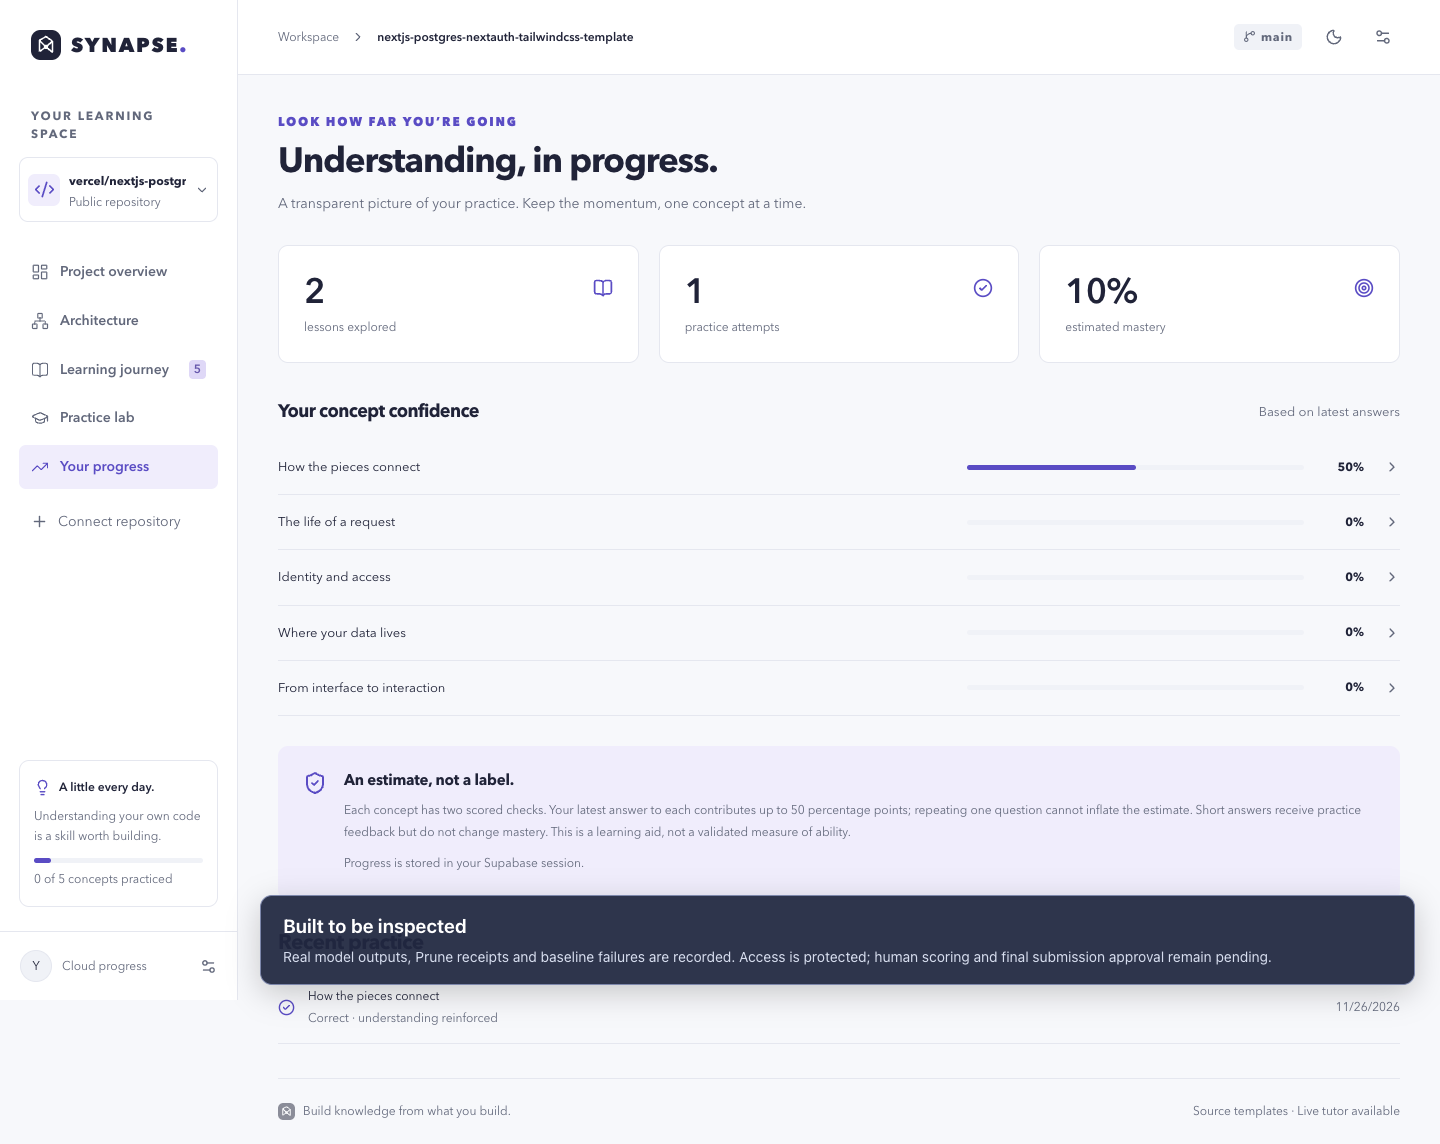 SYNAPSE.
YOUR LEARNING
SPACE
vercel/nextjs-postgr
Public repository
Project overview
Architecture
Learning journey 5
Practice lab
Your progress
Connect repository
A little every day.
Understanding your own code
is a skill worth building.
0 of 5 concepts practiced
Y Cloud progress
Workspace > nextjs-postgres-nextauth-tailwindcss-template
main
LOOK HOW FAR YOU’RE GOING
Understanding, in progress.
A transparent picture of your practice. Keep the momentum, one concept at a time.
2
lessons explored
1
practice attempts
10%
estimated mastery
Your concept confidence
Based on latest answers
How the pieces connect 50%
The life of a request 0%
Identity and access 0%
Where your data lives 0%
From interface to interaction 0%
An estimate, not a label.
Each concept has two scored checks. Your latest answer to each contributes up to 50 percentage points; repeating one question cannot inflate the estimate. Short answers receive practice
feedback but do not change mastery. This is a learning aid, not a validated measure of ability.
Progress is stored in your Supabase session.
Built to be inspected
Recent practice
Real model outputs, Prune receipts and baseline failures are recorded. Access is protected; human scoring and final submission approval remain pending.
How the pieces connect
Correct · understanding reinforced
11/26/2026
Build knowledge from what you build.
Source templates · Live tutor available